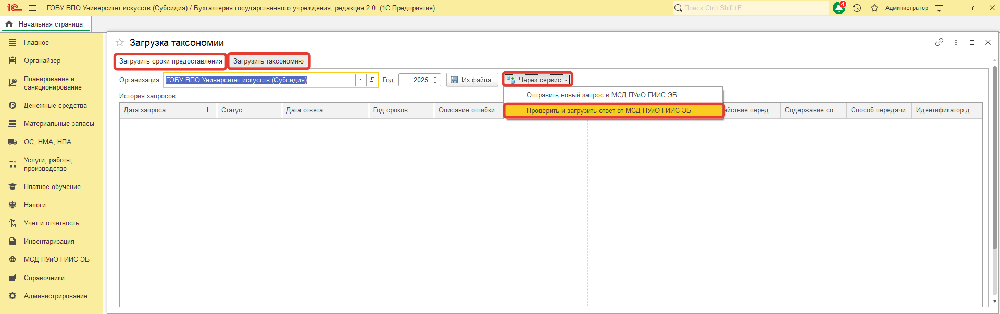 1С ГОБУ ВПО Университет искусств (Субсидия) / Бухгалтерия государственного учреждения, редакция 2.0 (1С:Предприятие) Поиск Ctrl+Shift+F 4 Администратор
Начальная страница
Главное
Органайзер
Планирование и
санкционирование
Денежные средства
Материальные запасы
ОС, НМА, НПА
Услуги, работы,
производство
Платное обучение
Налоги
Учет и отчетность
Инвентаризация
МСД ПУиО ГИИС ЭБ
Справочники
Администрирование
Загрузка таксономии
Загрузить сроки предоставления Загрузить таксономию
Организация: ГОБУ ВПО Университет искусств (Субсидия) Год: 2025 Из файла Через сервис
Отправить новый запрос в МСД ПУиО ГИИС ЭБ
Проверить и загрузить ответ от МСД ПУиО ГИИС ЭБ
История запросов:
Дата запроса ↓ Статус Дата ответа Год сроков Описание ошибки ействие перед... Содержание со... Способ передачи Идентификатор д...